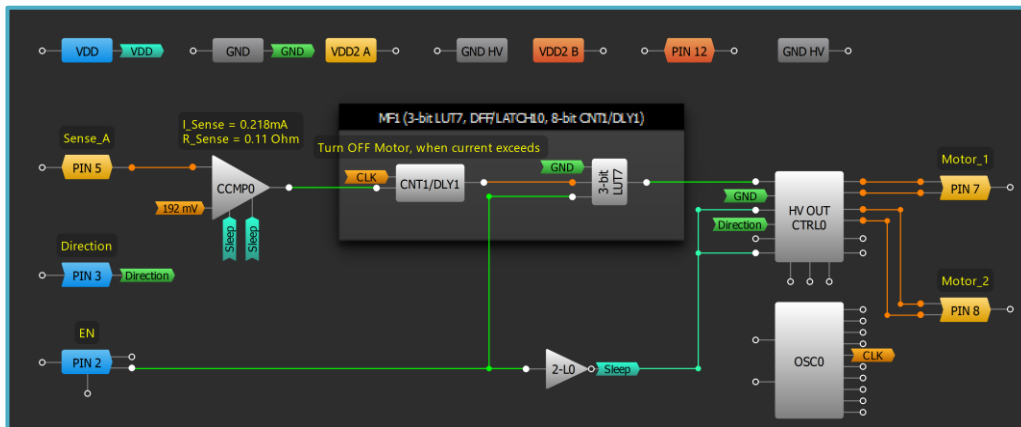 VDD VDD GND GND VDD2 A GND HV VDD2 B PIN 12 GND HV
MF1 (3-bit LUT7, DFF/LATCH10, 8-bit CNT1/DLY1)
I_Sense = 0.218mA
R_Sense = 0.11 Ohm
Sense_A
PIN 5
CCMP0
192 mV
Sleep
Sleep
Turn OFF Motor, when current exceeds
CLK
CNT1/DLY1
GND
3-bit
LUT7
GND
Direction
HV OUT
CTRL0
Motor_1
PIN 7
Direction
PIN 3
Direction
Motor_2
PIN 8
EN
PIN 2
2-L0
Sleep
OSC0
CLK